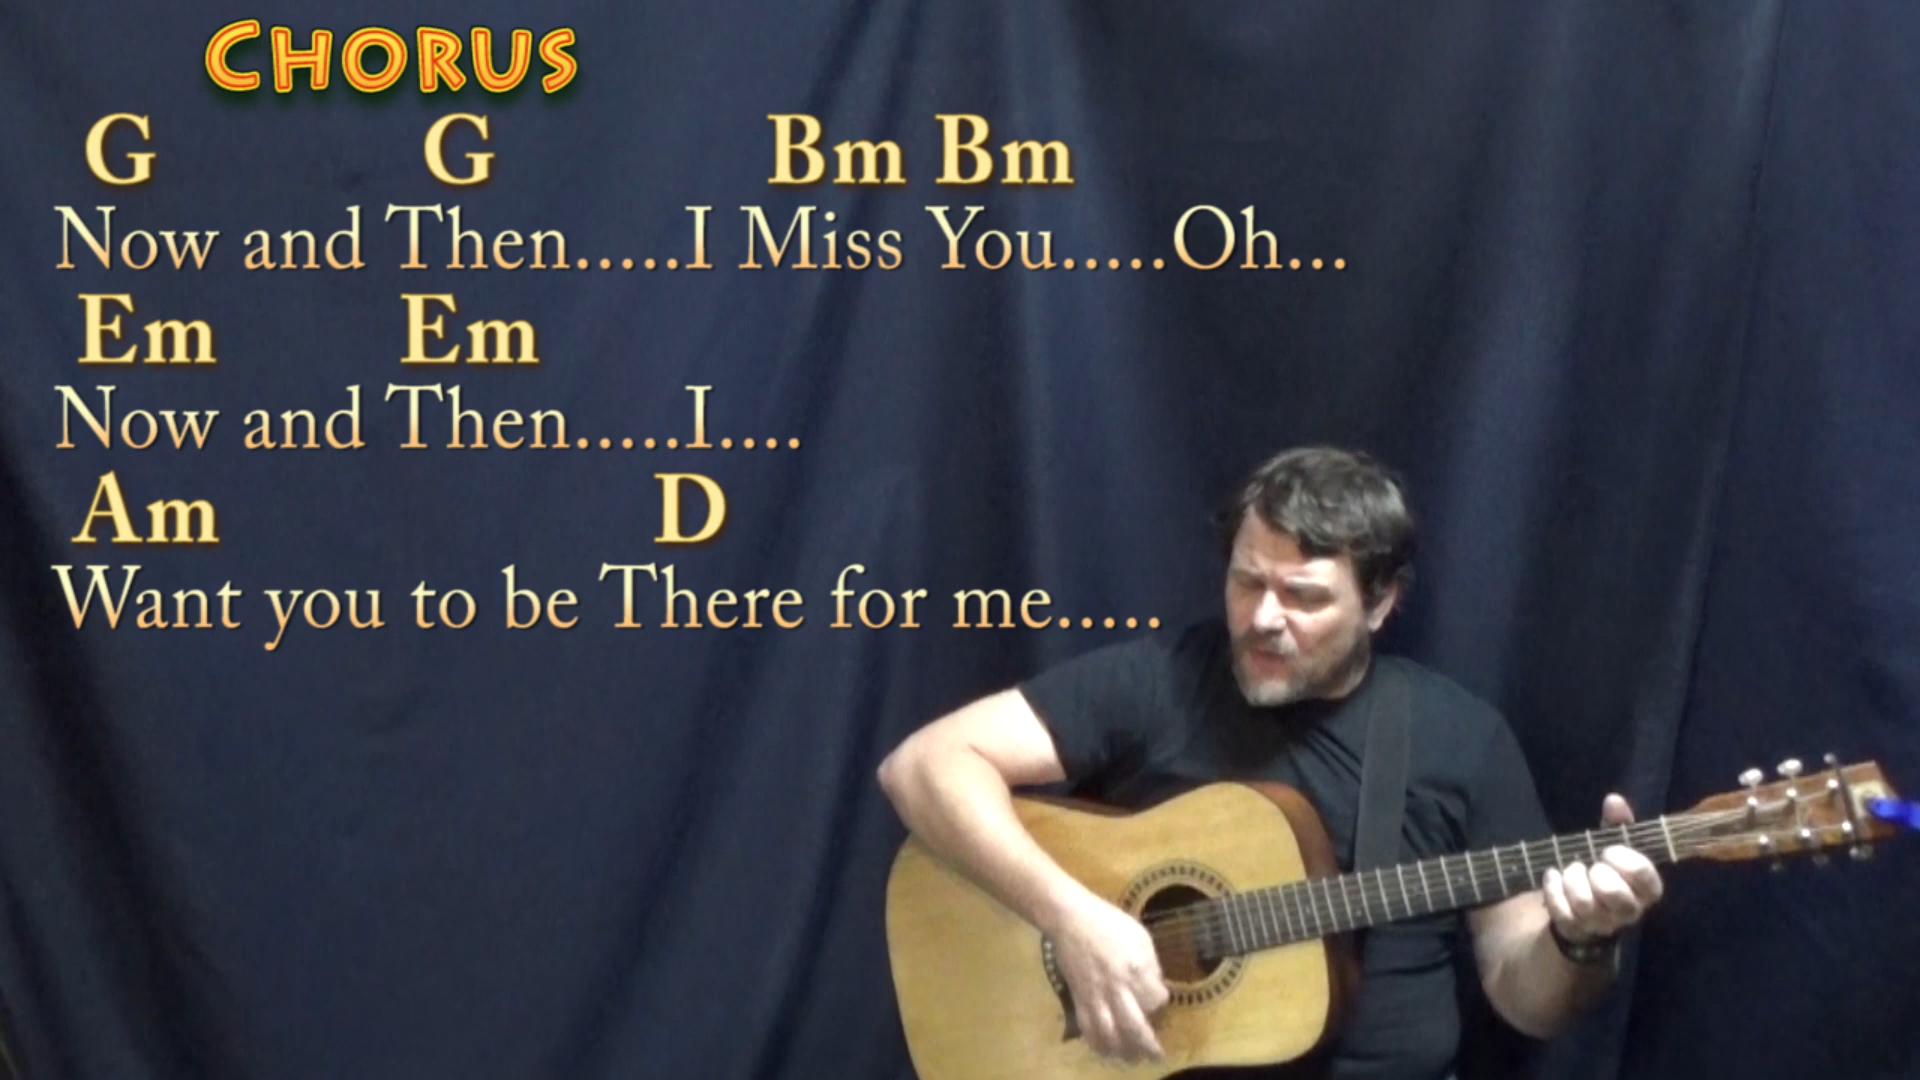 CHORUS
G G Bm Bm
Now and Then.....I Miss You.....Oh...
Em Em
Now and Then.....I....
Am D
Want you to be There for me.....